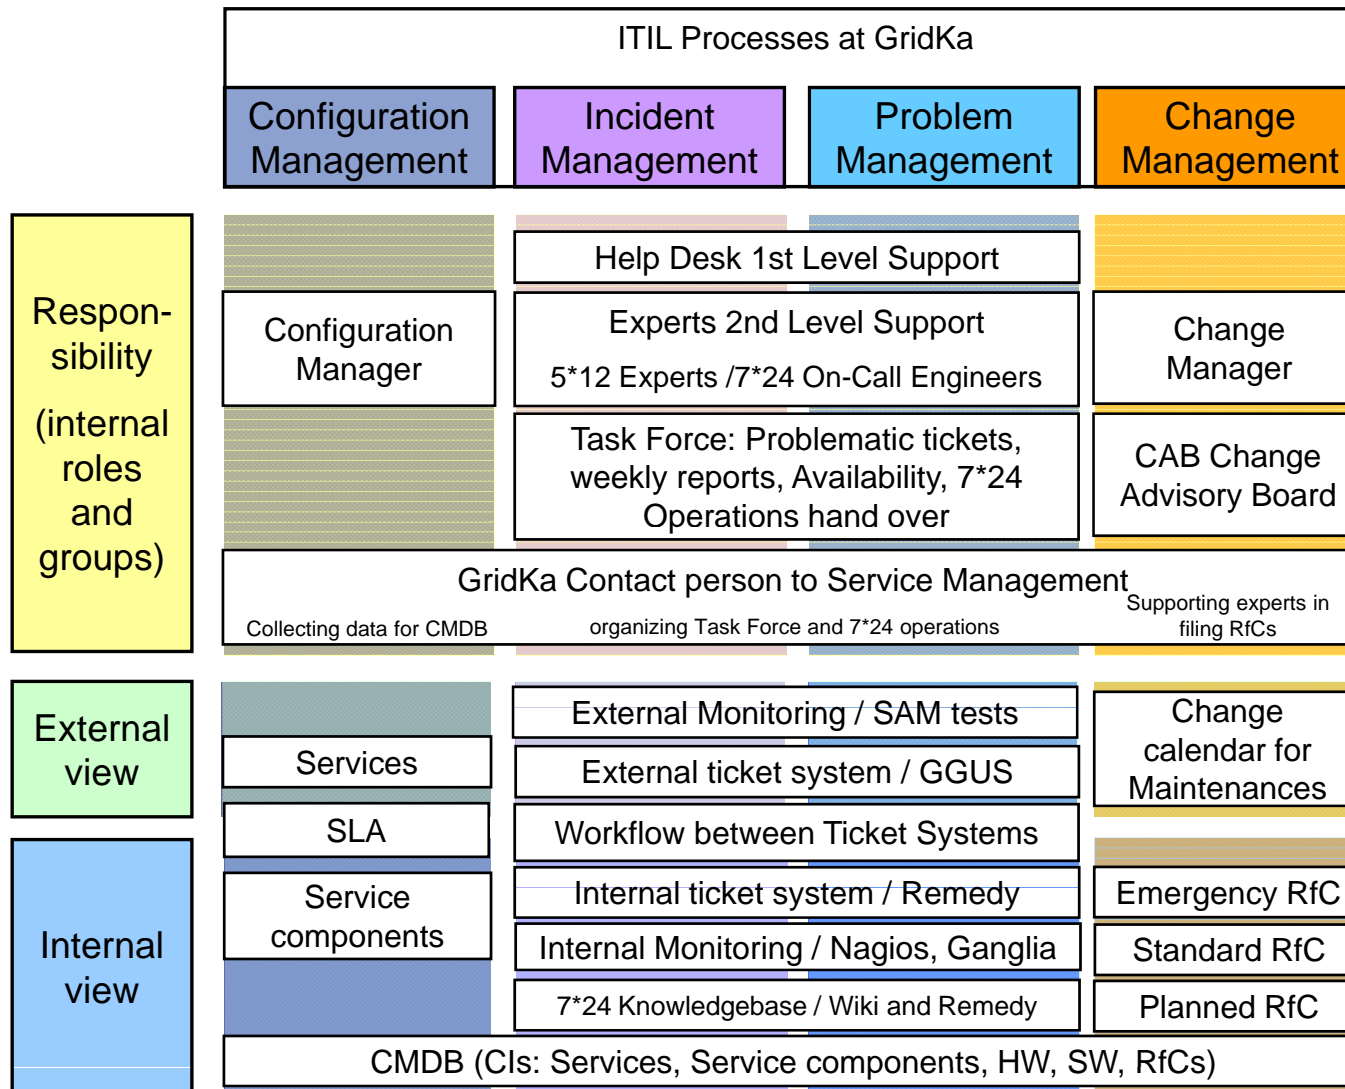 ITIL Processes at GridKa
Configuration
Management
Incident
Management
Problem
Management
Change
Management
Respon-
sibility
(internal
roles
and
groups)
Help Desk 1st Level Support
Configuration
Manager
Experts 2nd Level Support
5*12 Experts /7*24 On-Call Engineers
Change
Manager
Task Force: Problematic tickets,
weekly reports, Availability, 7*24
Operations hand over
CAB Change
Advisory Board
GridKa Contact person to Service Management
Collecting data for CMDB
organizing Task Force and 7*24 operations
Supporting experts in
filing RfCs
External
view
Services
External Monitoring / SAM tests
External ticket system / GGUS
Change
calendar for
Maintenances
SLA
Workflow between Ticket Systems
Internal
view
Service
components
Internal ticket system / Remedy
Internal Monitoring / Nagios, Ganglia
7*24 Knowledgebase / Wiki and Remedy
Emergency RfC
Standard RfC
Planned RfC
CMDB (CIs: Services, Service components, HW, SW, RfCs)